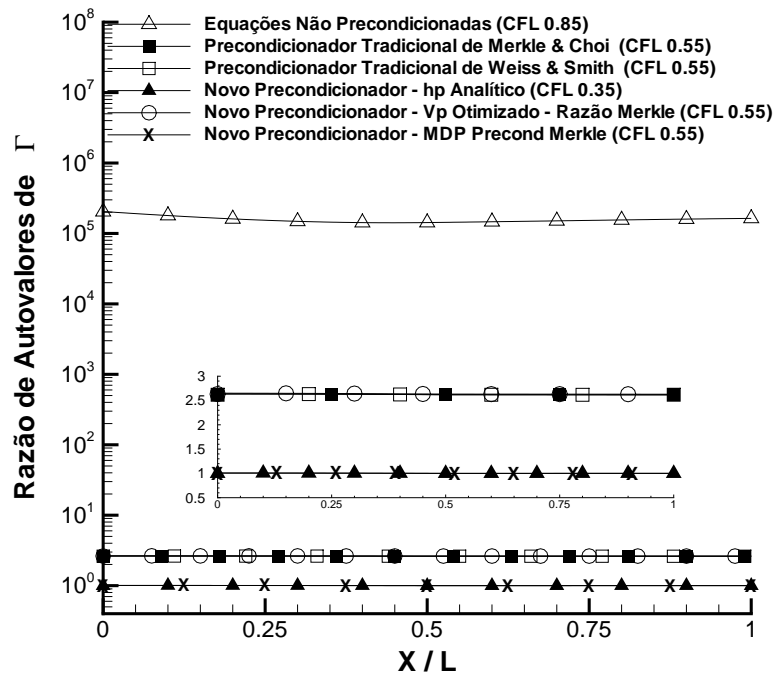 Equações Não Precondicionadas (CFL 0.85)
Precondicionador Tradicional de Merkle & Choi (CFL 0.55)
Precondicionador Tradicional de Weiss & Smith (CFL 0.55)
Novo Precondicionador - hp Analítico (CFL 0.35)
Novo Precondicionador - Vp Otimizado - Razão Merkle (CFL 0.55)
Novo Precondicionador - MDP Precond Merkle (CFL 0.55)
Razão de Autovalores de Γ
10^8
10^7
10^6
10^5
10^4
10^3
10^2
10^1
10^0
3
2.5
2
1.5
1
0.5
0 0.25 0.5 0.75 1
0 0.25 0.5 0.75 1
X / L